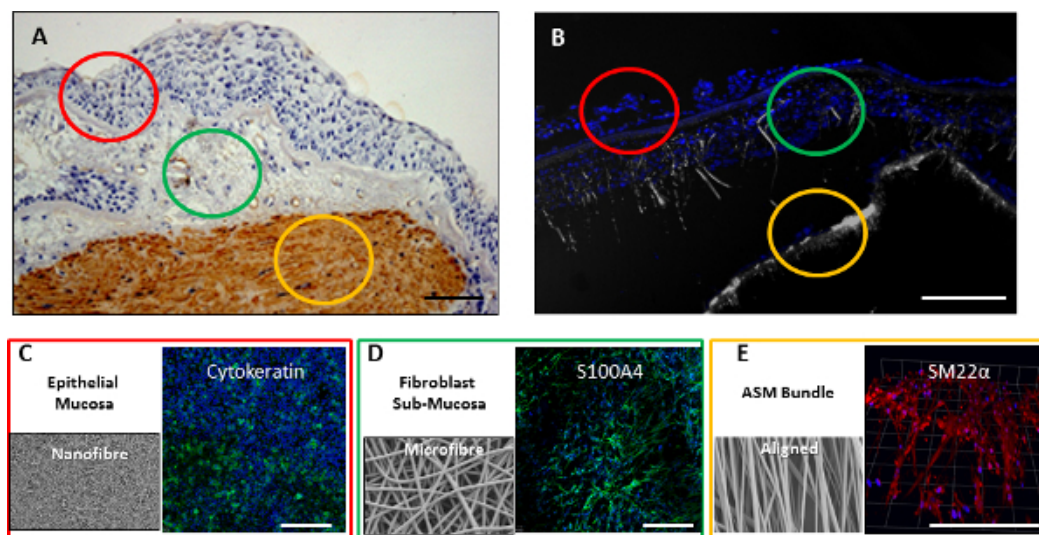 A
B
C
Epithelial
Mucosa
Nanofibre
Cytokeratin
D
Fibroblast
Sub-Mucosa
Microfibre
S100A4
E
ASM Bundle
Aligned
SM22α